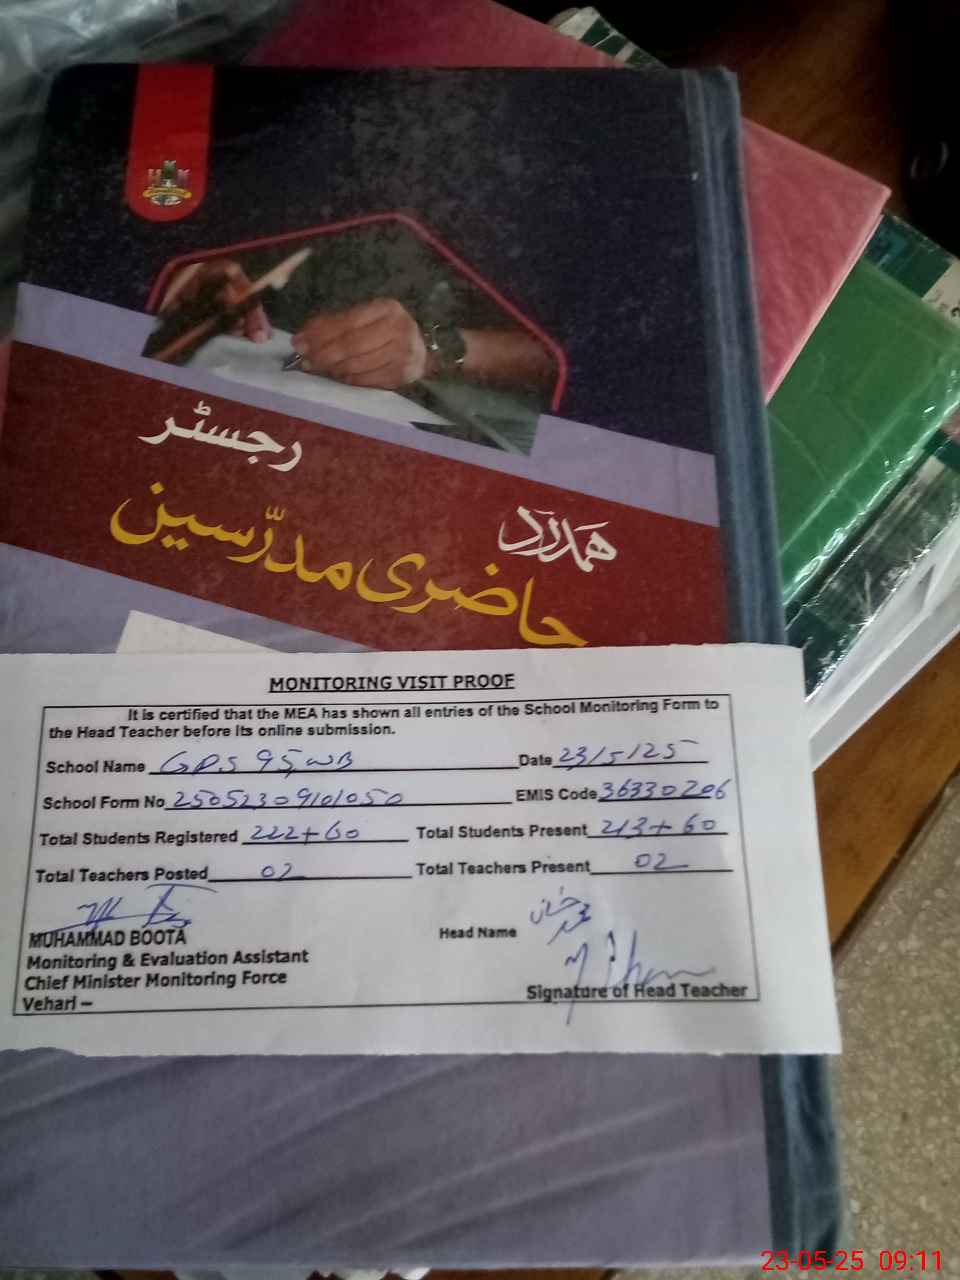 رجسٹر
ہمدرد
حاضری مدرّسین
MONITORING VISIT PROOF
It is certified that the MEA has shown all entries of the School Monitoring Form to
the Head Teacher before its online submission.
School Name GPS 95, WB Date 23/5/25
School Form No 25052309101050 EMIS Code 36330206
Total Students Registered 222+60 Total Students Present 213+60
Total Teachers Posted 02 Total Teachers Present 02
MUHAMMAD BOOTA
Head Name
Monitoring & Evaluation Assistant
Chief Minister Monitoring Force
Signature of Head Teacher
Vehari –
23-05-25 09:11